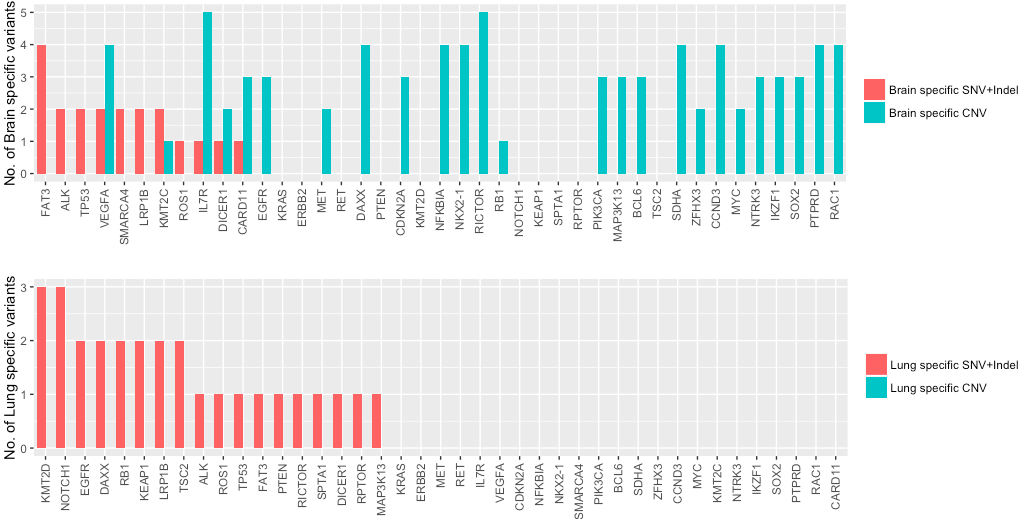 No. of Brain specific variants
5
4
3
2
1
0
FAT3 ALK TP53 VEGFA SMARCA4 LRP1B KMT2C ROS1 IL7R DICER1 CARD11 EGFR KRAS ERBB2 MET RET DAXX PTEN CDKN2A KMT2D NFKBIA NKX2-1 RICTOR RB1 NOTCH1 KEAP1 SPTA1 RPTOR PIK3CA MAP3K13 BCL6 TSC2 SDHA ZFHX3 CCND3 MYC NTRK3 IKZF1 SOX2 PTPRD RAC1
Brain specific SNV+Indel
Brain specific CNV
No. of Lung specific variants
3
2
1
0
KMT2D NOTCH1 EGFR DAXX RB1 KEAP1 LRP1B TSC2 ALK ROS1 TP53 FAT3 PTEN RICTOR SPTA1 DICER1 RPTOR MAP3K13 KRAS ERBB2 MET RET IL7R VEGFA CDKN2A NFKBIA NKX2-1 SMARCA4 PIK3CA BCL6 SDHA ZFHX3 CCND3 MYC KMT2C NTRK3 IKZF1 SOX2 PTPRD RAC1 CARD11
Lung specific SNV+Indel
Lung specific CNV